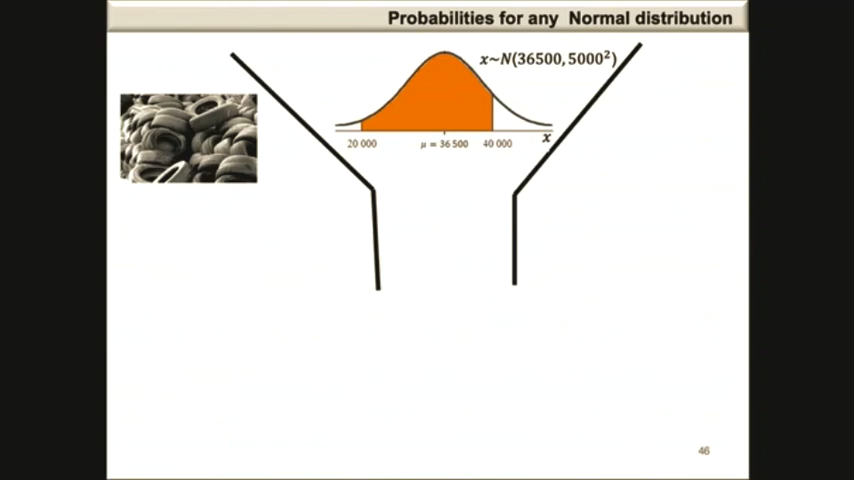 Probabilities for any Normal distribution
x~N(36500, 5000²)
20 000 μ = 36 500 40 000 x
46